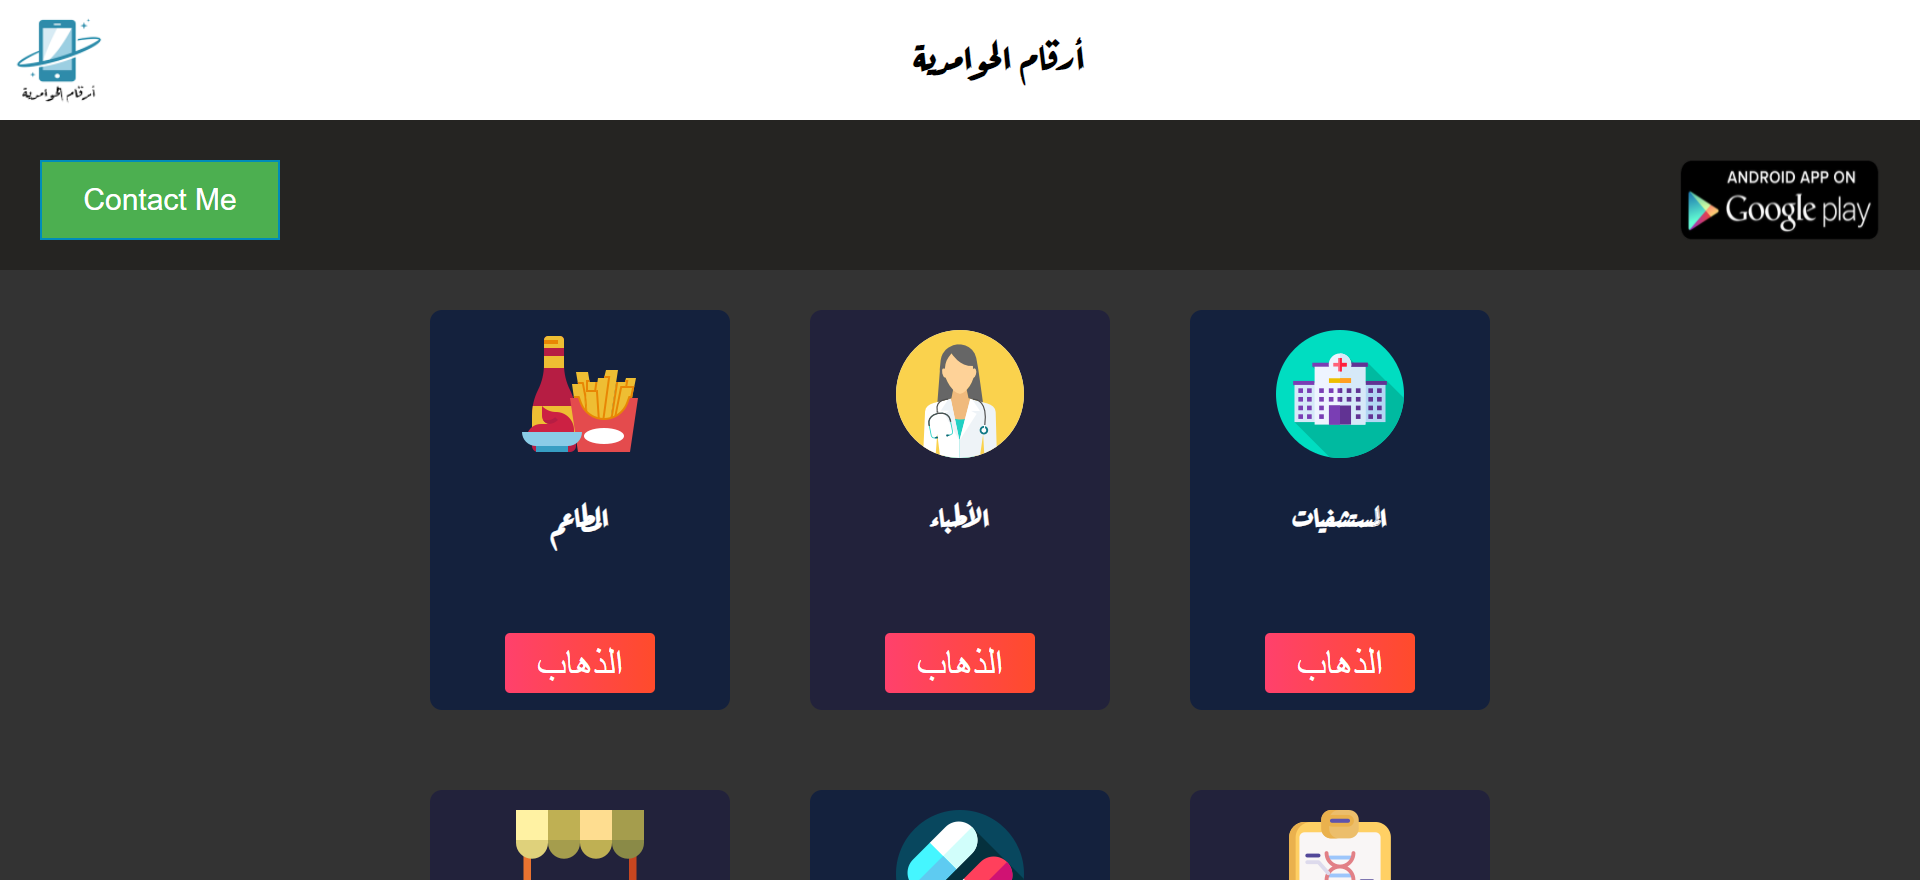 أرقام الحوامدية
أرقام الحوامدية
Contact Me
ANDROID APP ON
Google play
المستشفيات
الأطباء
المطاعم
الذهاب
الذهاب
الذهاب